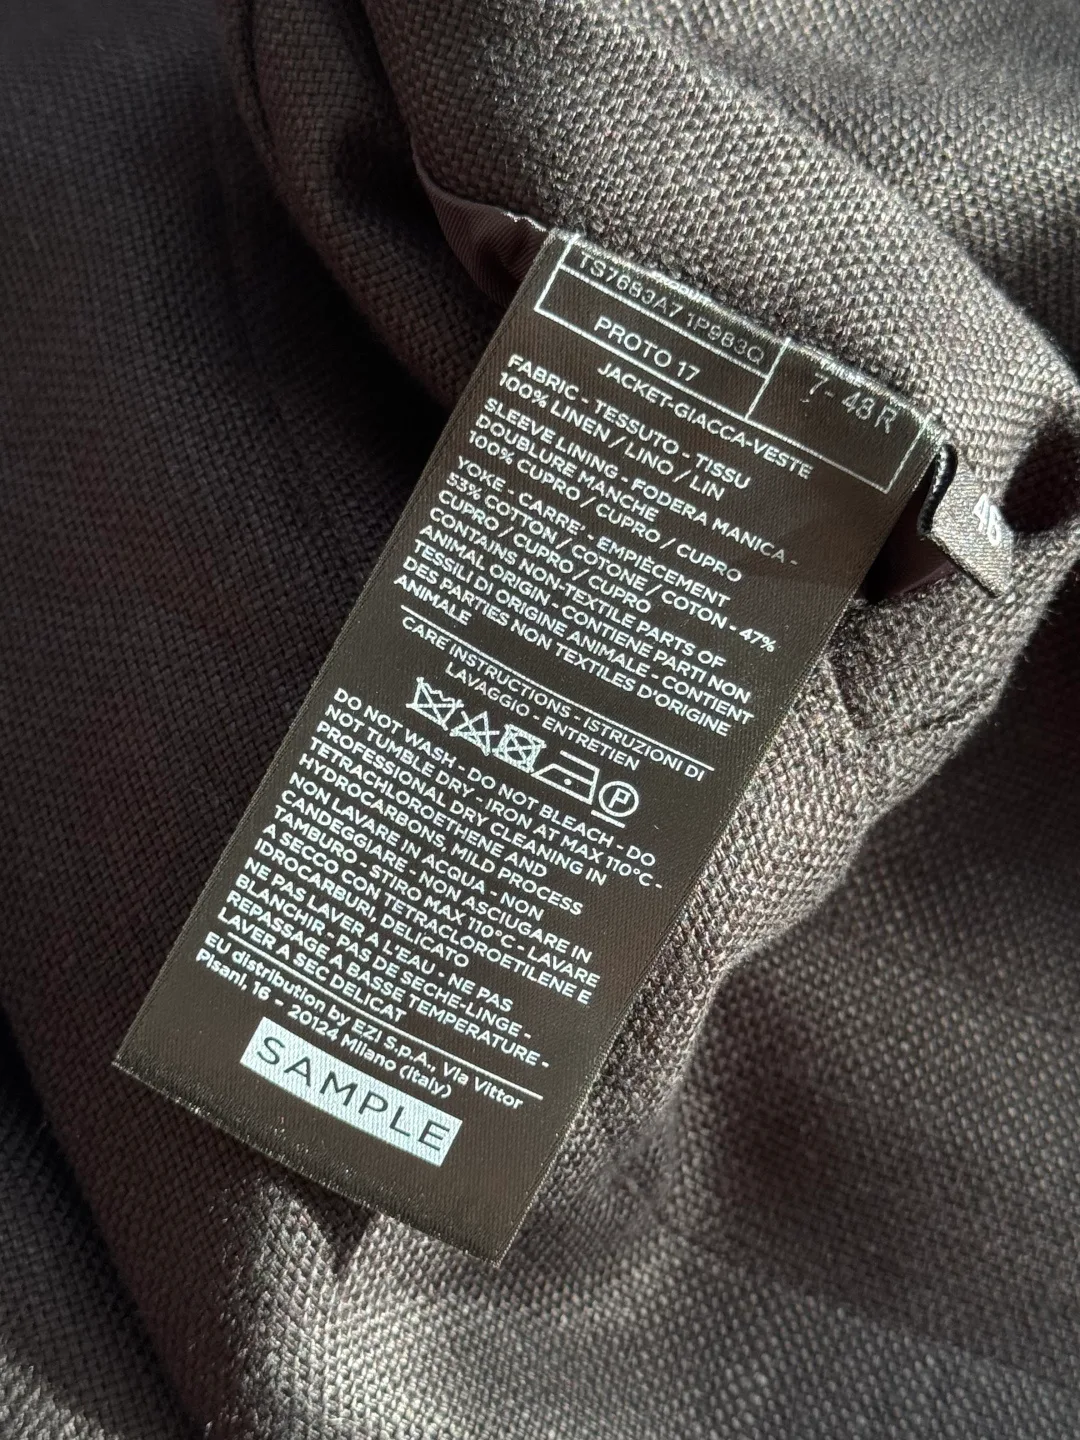 TS7683A71P983Q
PROTO 17
7 - 48 R
JACKET-GIACCA-VESTE
FABRIC - TESSUTO - TISSU
100% LINEN / LINO / LIN
SLEEVE LINING - FODERA MANICA -
DOUBLURE MANCHE
100% CUPRO / CUPRO / CUPRO
YOKE - CARRE' - EMPIÈCEMENT
53% COTTON / COTONE / COTON - 47%
CUPRO / CUPRO / CUPRO
CONTAINS NON-TEXTILE PARTS OF
ANIMAL ORIGIN - CONTIENE PARTI NON
TESSILI DI ORIGINE ANIMALE - CONTIENT
DES PARTIES NON TEXTILES D'ORIGINE
ANIMALE
CARE INSTRUCTIONS - ISTRUZIONI DI
LAVAGGIO - ENTRETIEN
P
DO NOT WASH - DO NOT BLEACH - DO
NOT TUMBLE DRY - IRON AT MAX 110°C -
PROFESSIONAL DRY CLEANING IN
TETRACHLOROETHENE AND
HYDROCARBONS, MILD PROCESS
NON LAVARE IN ACQUA - NON
CANDEGGIARE - NON ASCIUGARE IN
TAMBURO - STIRO MAX 110°C - LAVARE
A SECCO CON TETRACLOROETILENE E
IDROCARBURI, DELICATO
NE PAS LAVER A L'EAU - NE PAS
BLANCHIR - PAS DE SECHE-LINGE -
REPASSAGE A BASSE TEMPERATURE -
LAVER A SEC DELICAT
EU distribution by EZI S.p.A., Via Vittor
Pisani, 16 - 20124 Milano (Italy)
SAMPLE